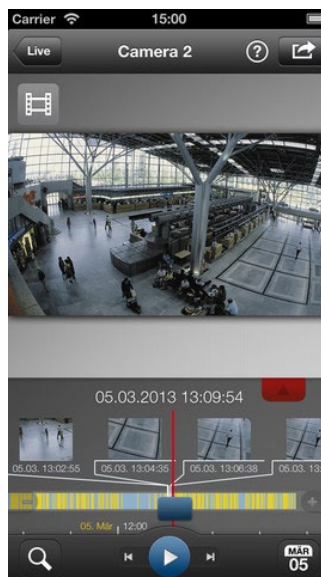 Carrier 15:00
Live Camera 2 ?
05.03.2013 13:09:54
05.03. 13:02:55 05.03. 13:04:35 05.03. 13:06:38 05.03. 13:
05. Mär 12:00
MÄR
05